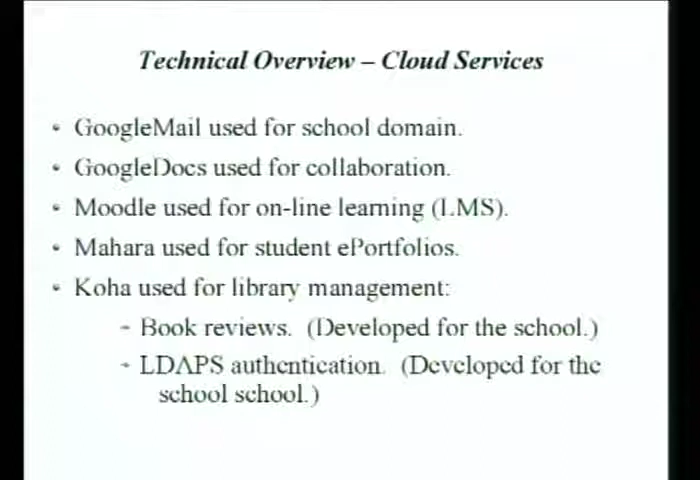 Technical Overview – Cloud Services
• GoogleMail used for school domain.
• GoogleDocs used for collaboration.
• Moodle used for on-line learning (LMS).
• Mahara used for student ePortfolios.
• Koha used for library management:
– Book reviews. (Developed for the school.)
– LDAPS authentication. (Developed for the
school school.)